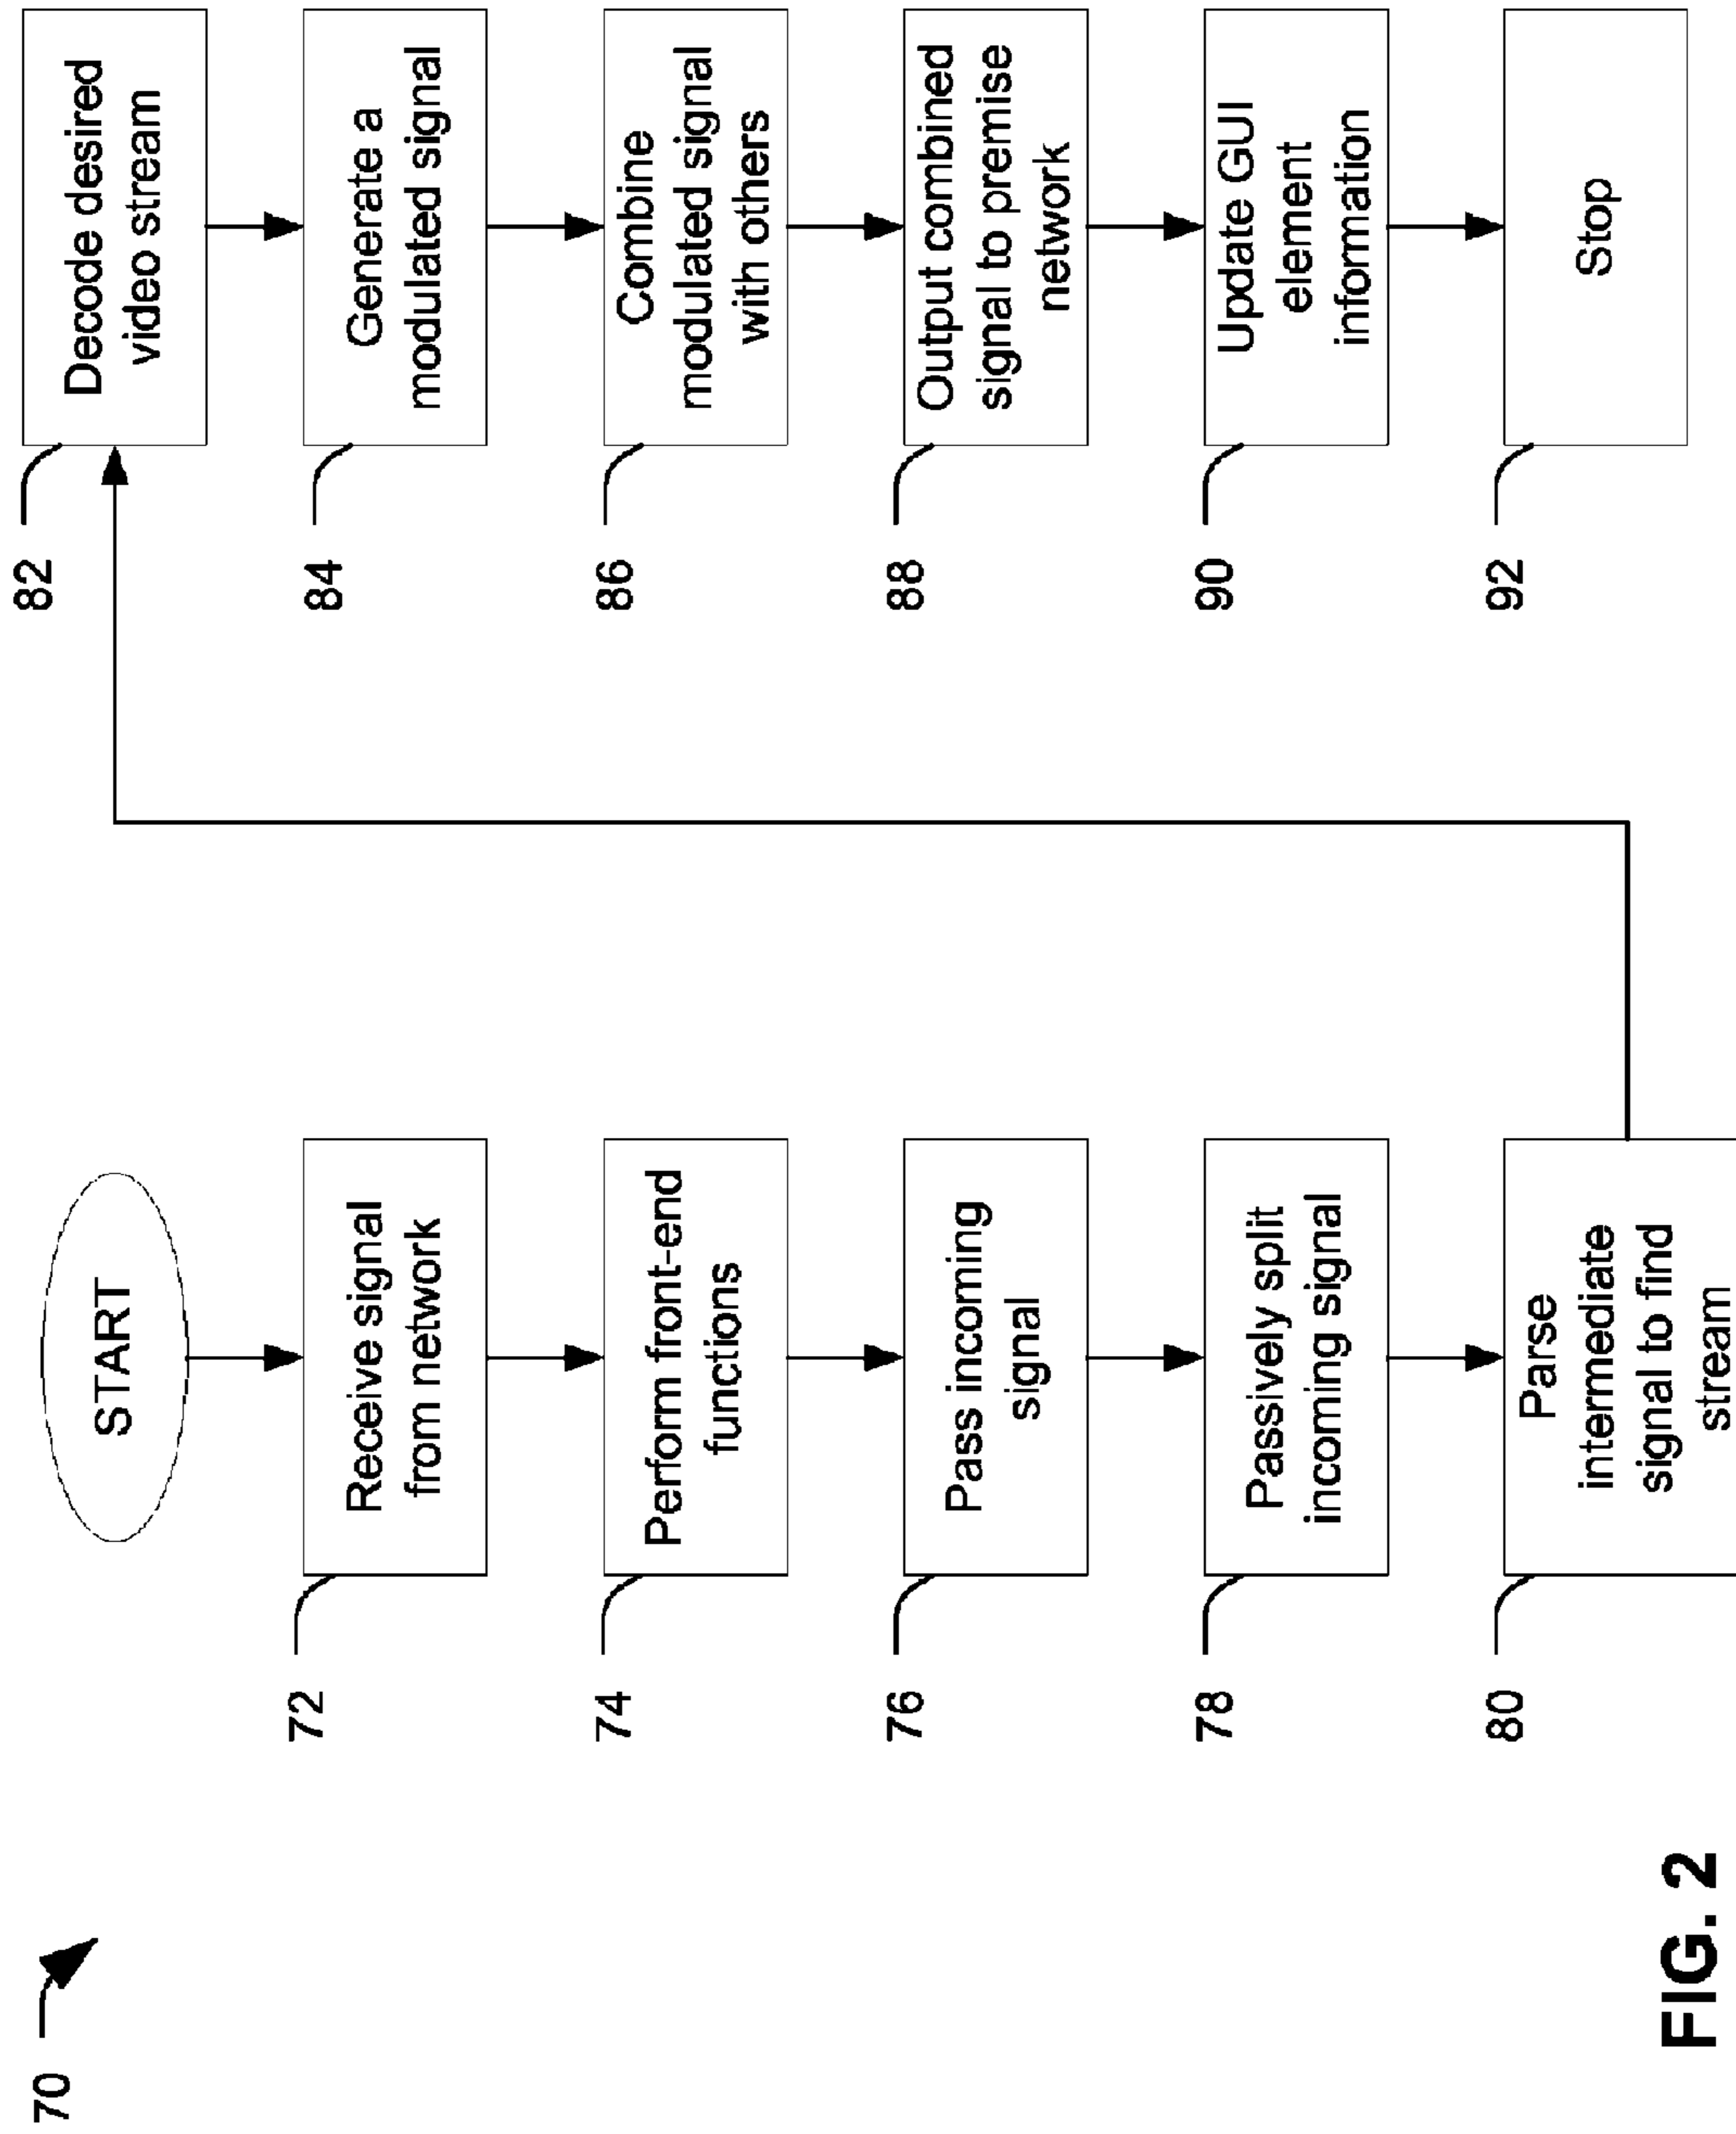 70
START
72
Receive signal
from network
74
Perform front-end
functions
76
Pass incoming
signal
78
Passively split
incoming signal
80
Parse
intermediate
signal to find
stream
82
Decode desired
video stream
84
Generate a
modulated signal
86
Combine
modulated signal
with others
88
Output combined
signal to premise
network
90
Update GUI
element
information
92
Stop
FIG. 2